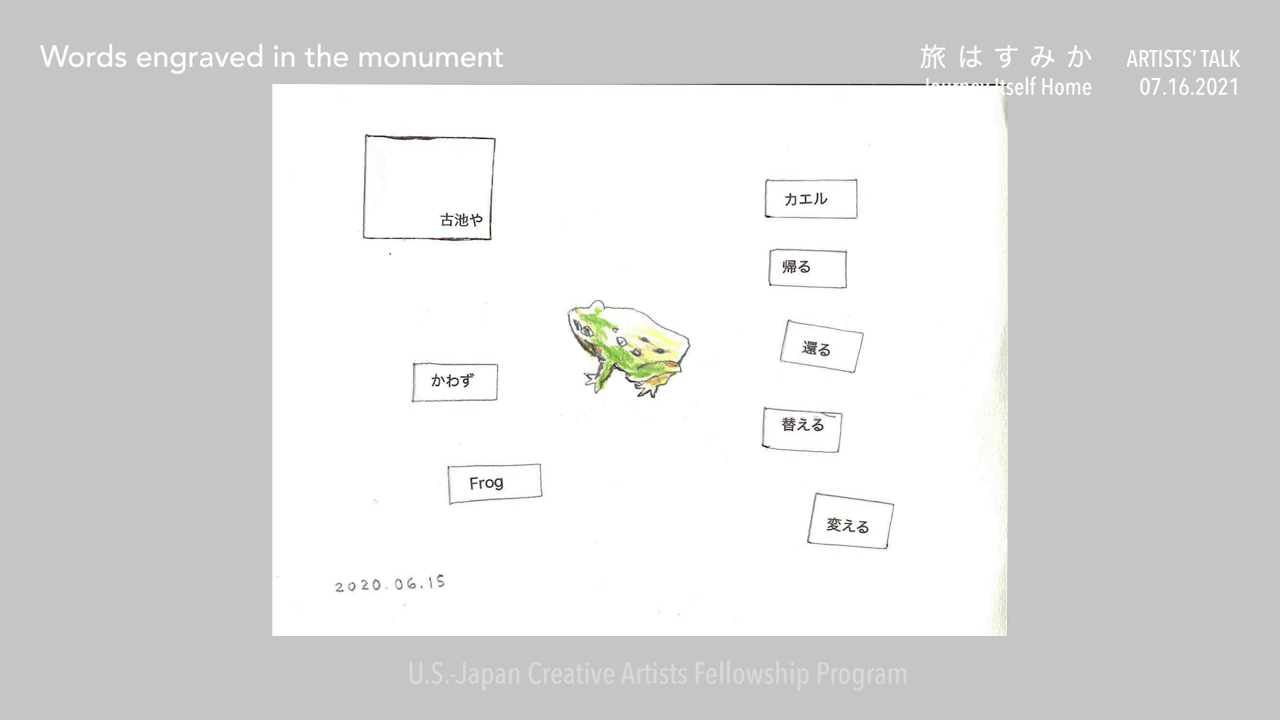 Words engraved in the monument
旅はすみか
Journey Itself Home
ARTISTS' TALK
07.16.2021
古池や
かわず
Frog
2020.06.15
カエル
帰る
還る
替える
変える
U.S.-Japan Creative Artists Fellowship Program